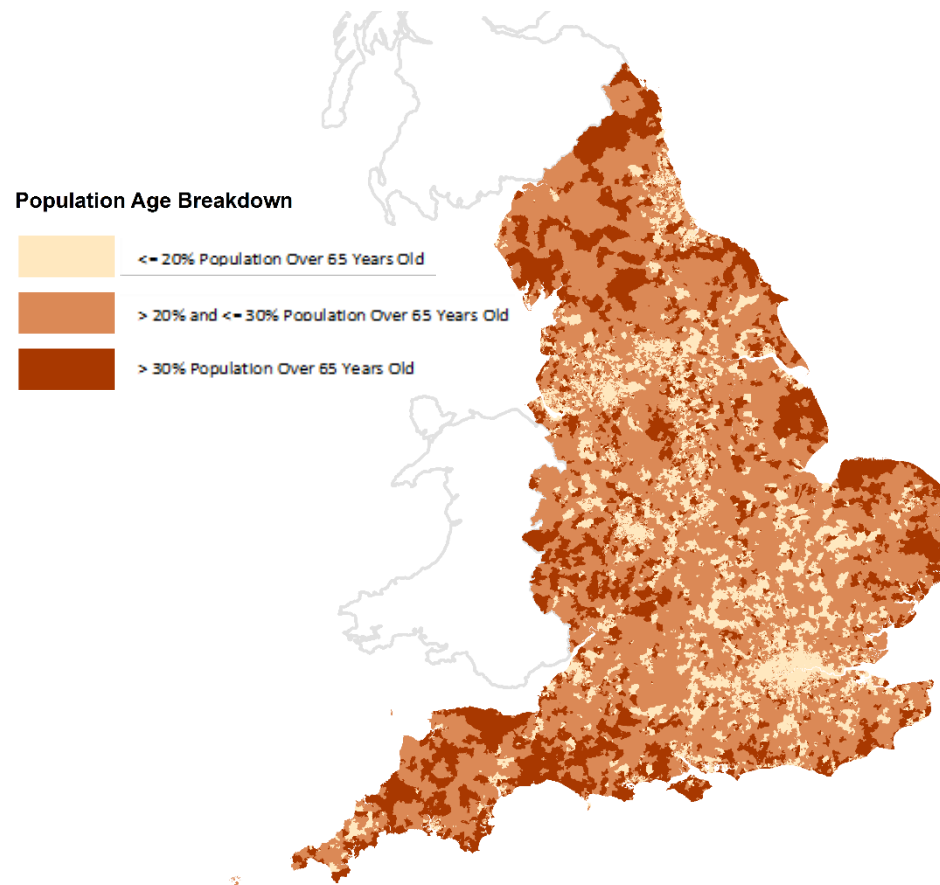 Population Age Breakdown
<= 20% Population Over 65 Years Old
> 20% and <= 30% Population Over 65 Years Old
> 30% Population Over 65 Years Old